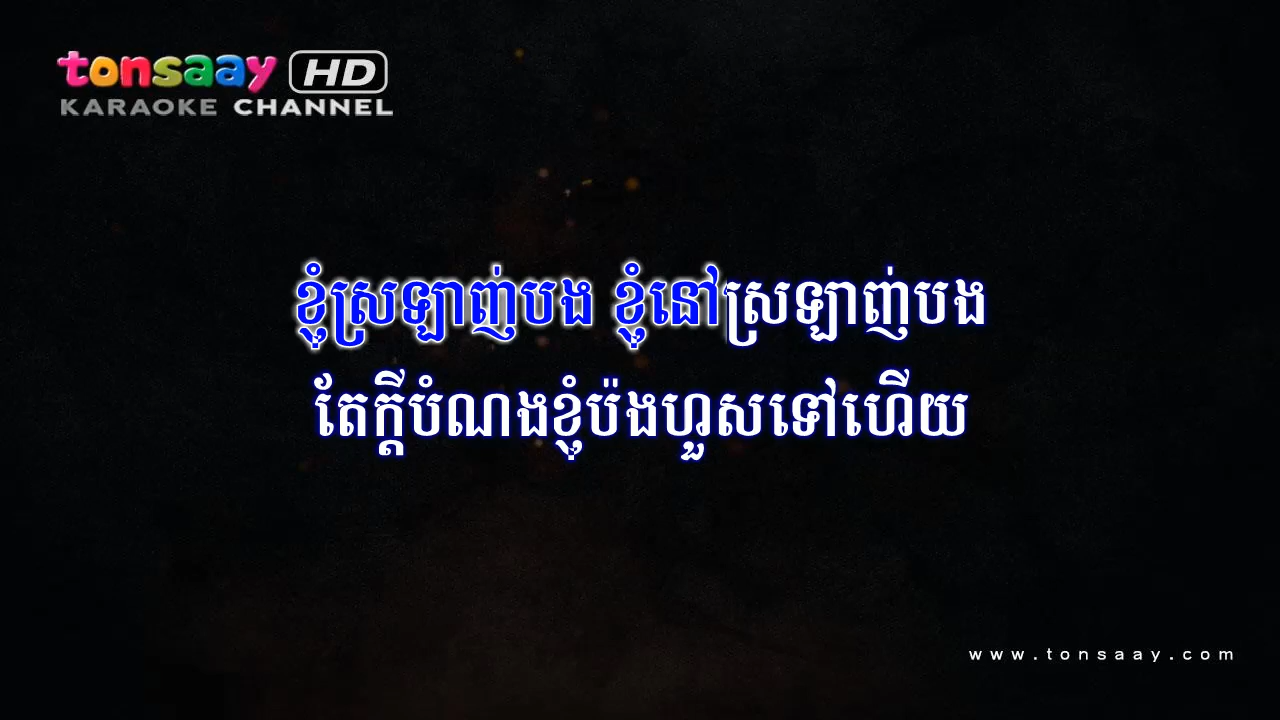 tonsaay HD
KARAOKE CHANNEL
ខ្ញុំស្រឡាញ់បង ខ្ញុំនៅស្រឡាញ់បង
តែក្តីបំណងខ្ញុំប៉ងហួសទៅហើយ
www.tonsaay.com